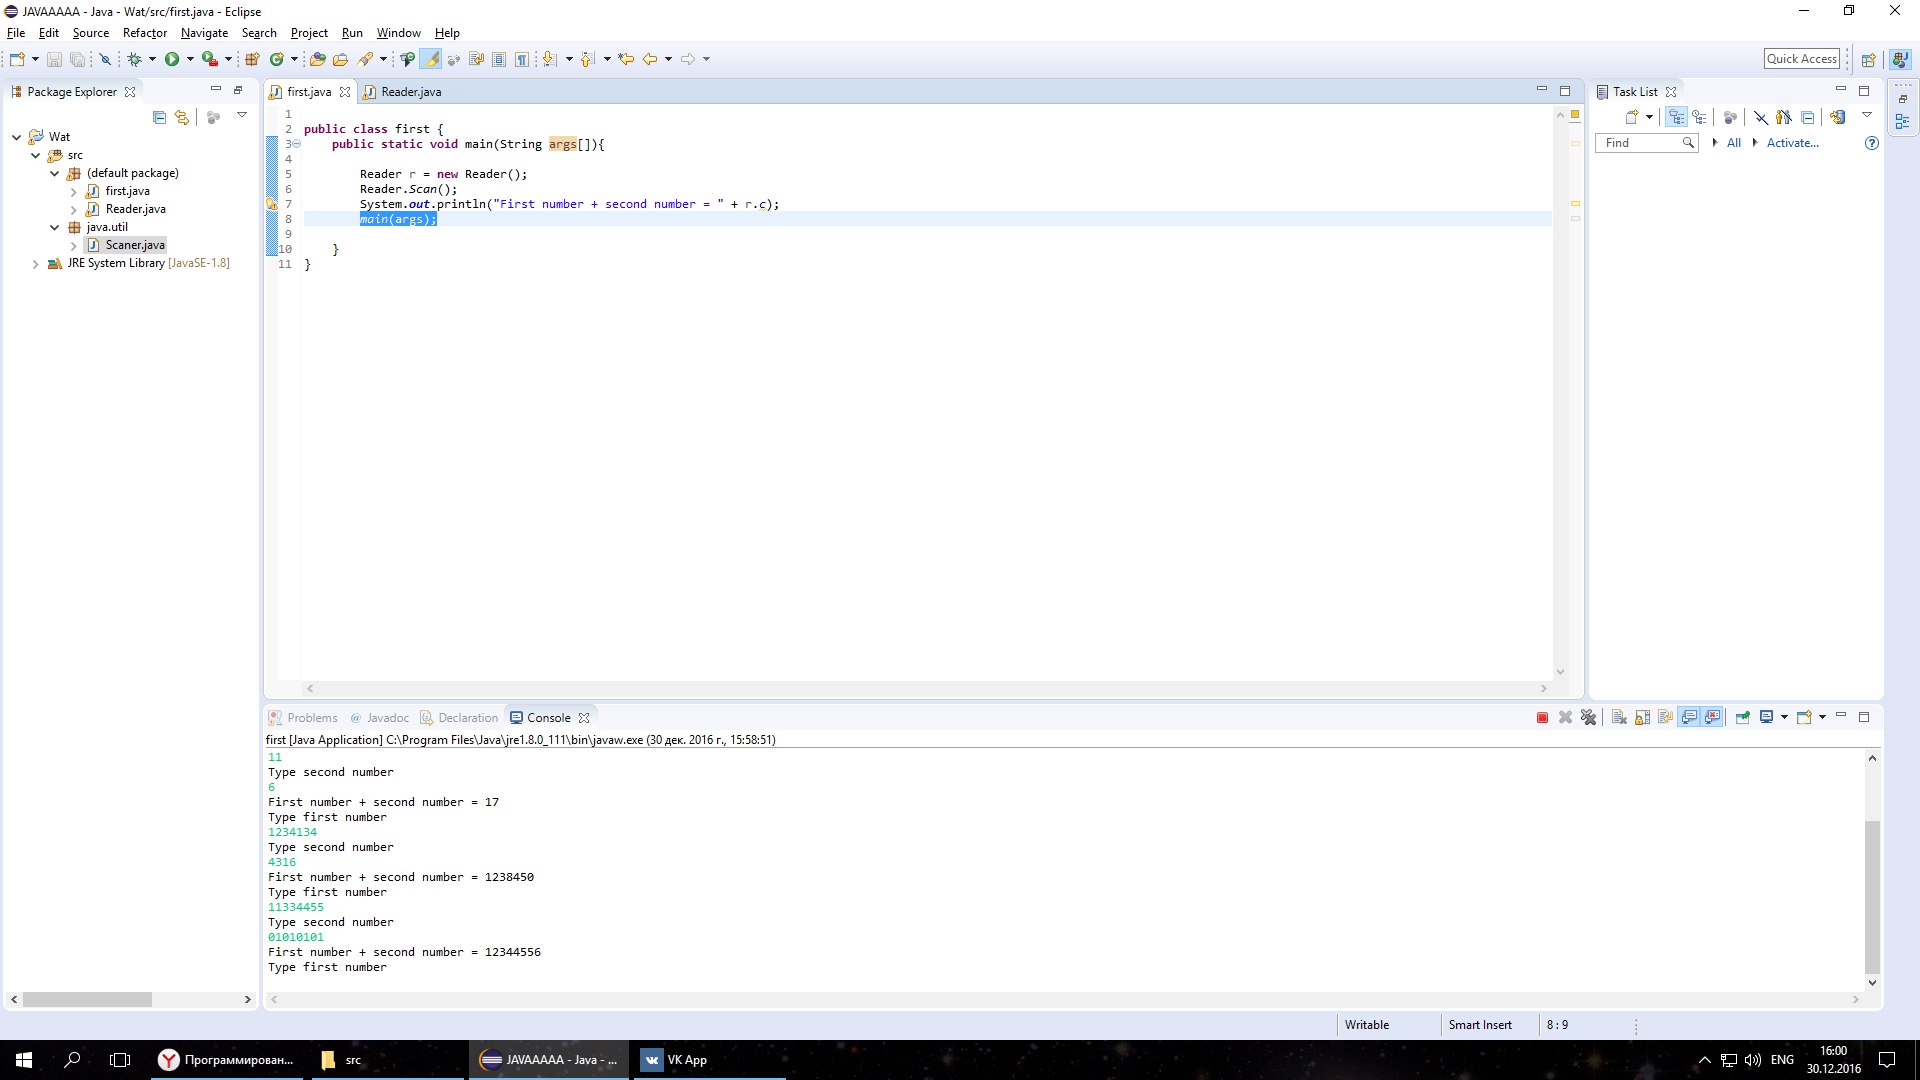 JAVAAAAA - Java - Wat/src/first.java - Eclipse
File Edit Source Refactor Navigate Search Project Run Window Help
Quick Access
Package Explorer
Wat
src
(default package)
first.java
Reader.java
java.util
Scaner.java
JRE System Library [JavaSE-1.8]
first.java Reader.java
1
2 public class first {
3 public static void main(String args[]){
4
5 Reader r = new Reader();
6 Reader.Scan();
7 System.out.println("First number + second number = " + r.c);
8 main(args);
9
10 }
11 }
Task List
Find All Activate...
Problems Javadoc Declaration Console
first [Java Application] C:\Program Files\Java\jre1.8.0_111\bin\javaw.exe (30 дек. 2016 г., 15:58:51)
11
Type second number
6
First number + second number = 17
Type first number
1234134
Type second number
4316
First number + second number = 1238450
Type first number
11334455
Type second number
01010101
First number + second number = 12344556
Type first number
Writable Smart Insert 8 : 9
Программирован... src JAVAAAAA - Java - ... VK App ENG 16:00
30.12.2016